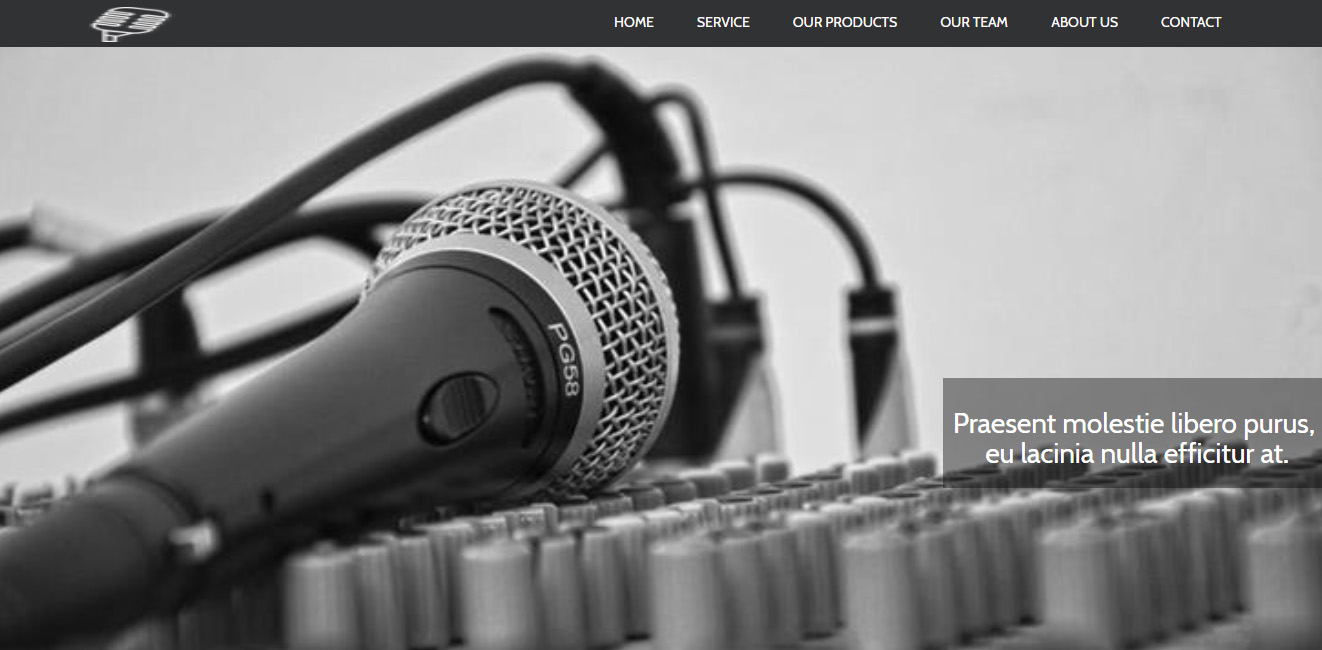 HOME SERVICE OUR PRODUCTS OUR TEAM ABOUT US CONTACT
PG58
Praesent molestie libero purus,
eu lacinia nulla efficitur at.